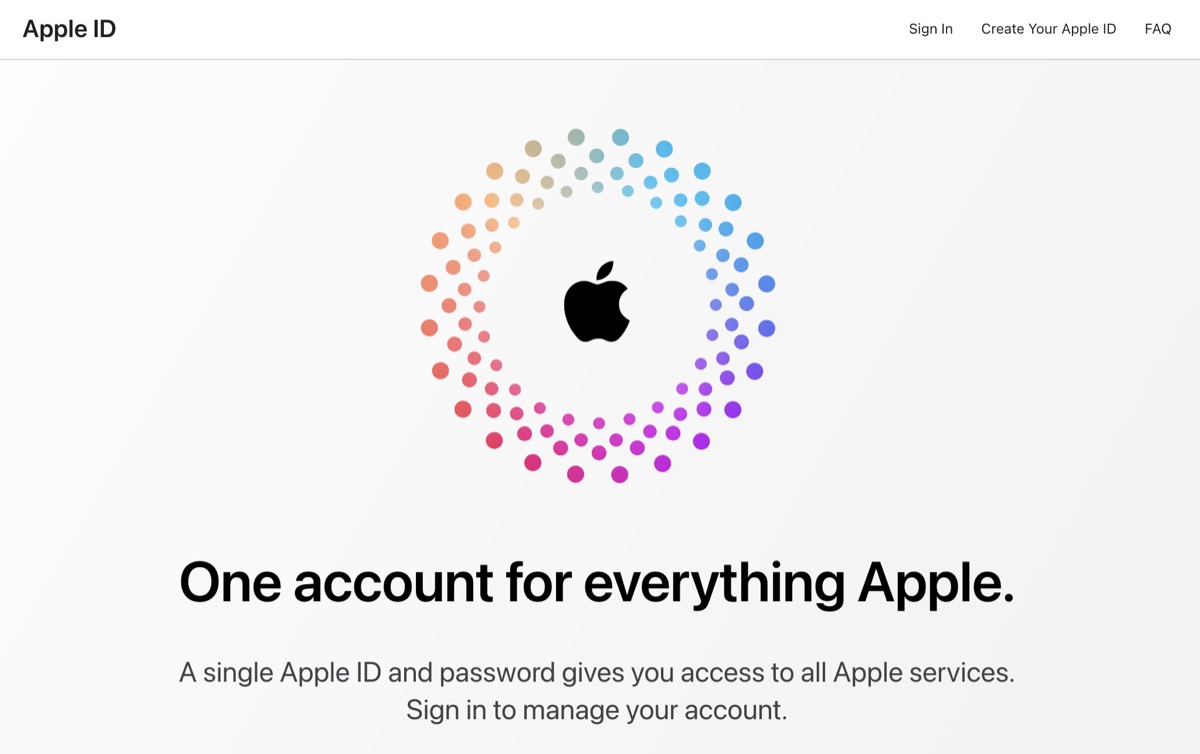 Apple ID
Sign In
Create Your Apple ID
FAQ
One account for everything Apple.
A single Apple ID and password gives you access to all Apple services.
Sign in to manage your account.